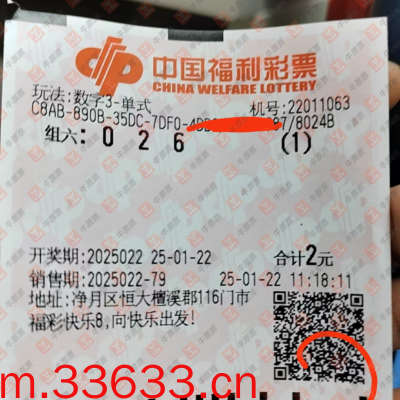 中国福利彩票
CHINA WELFARE LOTTERY
玩法:数字3-单式
机号:22011063
C8AB-890B-35DC-7DF0-/8024B
组六: 0 2 6 (1)
开奖期:2025022 25-01-22 合计2元
销售期:2025022-79 25-01-22 11:18:11
地址:净月区恒大檀溪郡116门市
福彩快乐8,向快乐出发!
m.33633.cn